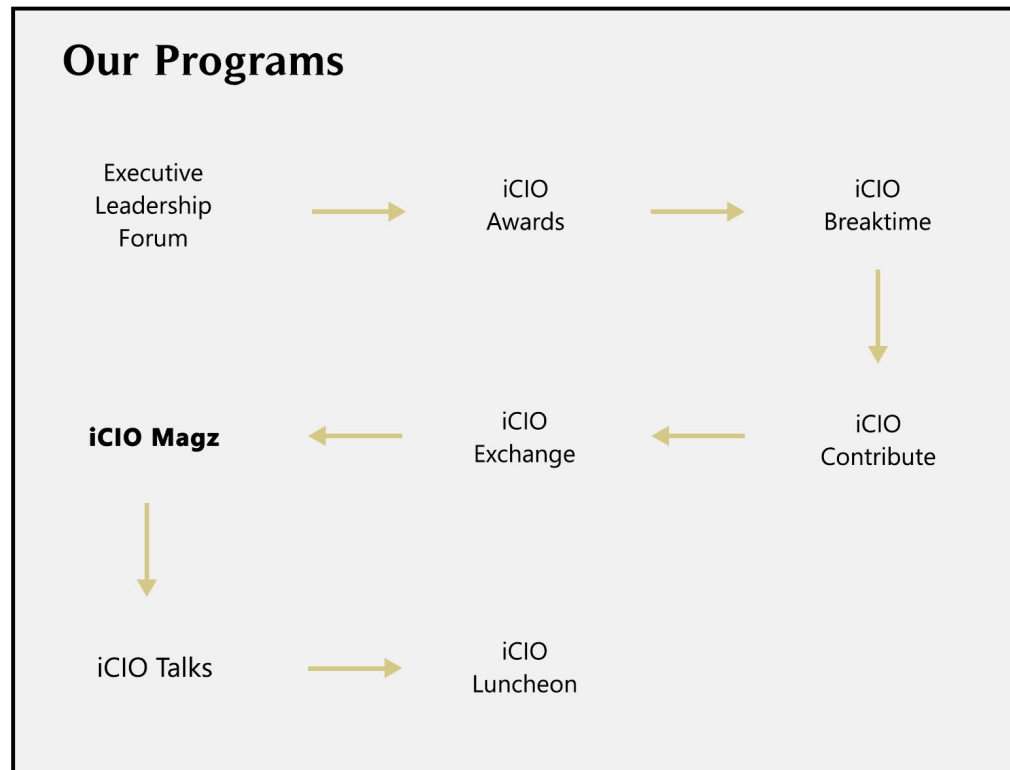 Our Programs
Executive
Leadership
Forum
iCIO
Awards
iCIO
Breaktime
iCIO
Contribute
iCIO
Exchange
iCIO Magz
iCIO Talks
iCIO
Luncheon